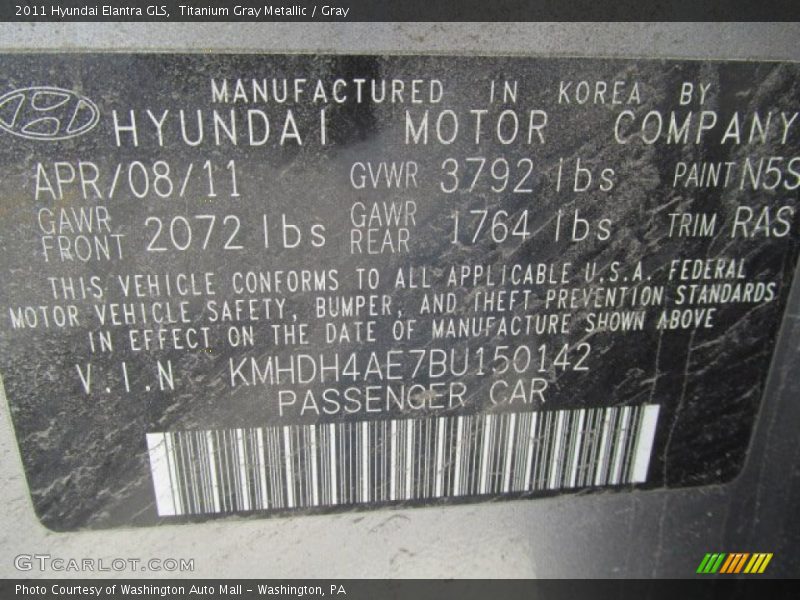 2011 Hyundai Elantra GLS, Titanium Gray Metallic / Gray
MANUFACTURED IN KOREA BY
HYUNDAI MOTOR COMPANY
APR/08/11 GVWR 3792 lbs PAINT N5S
GAWR FRONT 2072 lbs GAWR REAR 1764 lbs TRIM RAS
THIS VEHICLE CONFORMS TO ALL APPLICABLE U.S.A. FEDERAL
MOTOR VEHICLE SAFETY, BUMPER, AND THEFT PREVENTION STANDARDS
IN EFFECT ON THE DATE OF MANUFACTURE SHOWN ABOVE
V.I.N KMHDH4AE7BU150142
PASSENGER CAR
GTCARLOT.COM
Photo Courtesy of Washington Auto Mall - Washington, PA